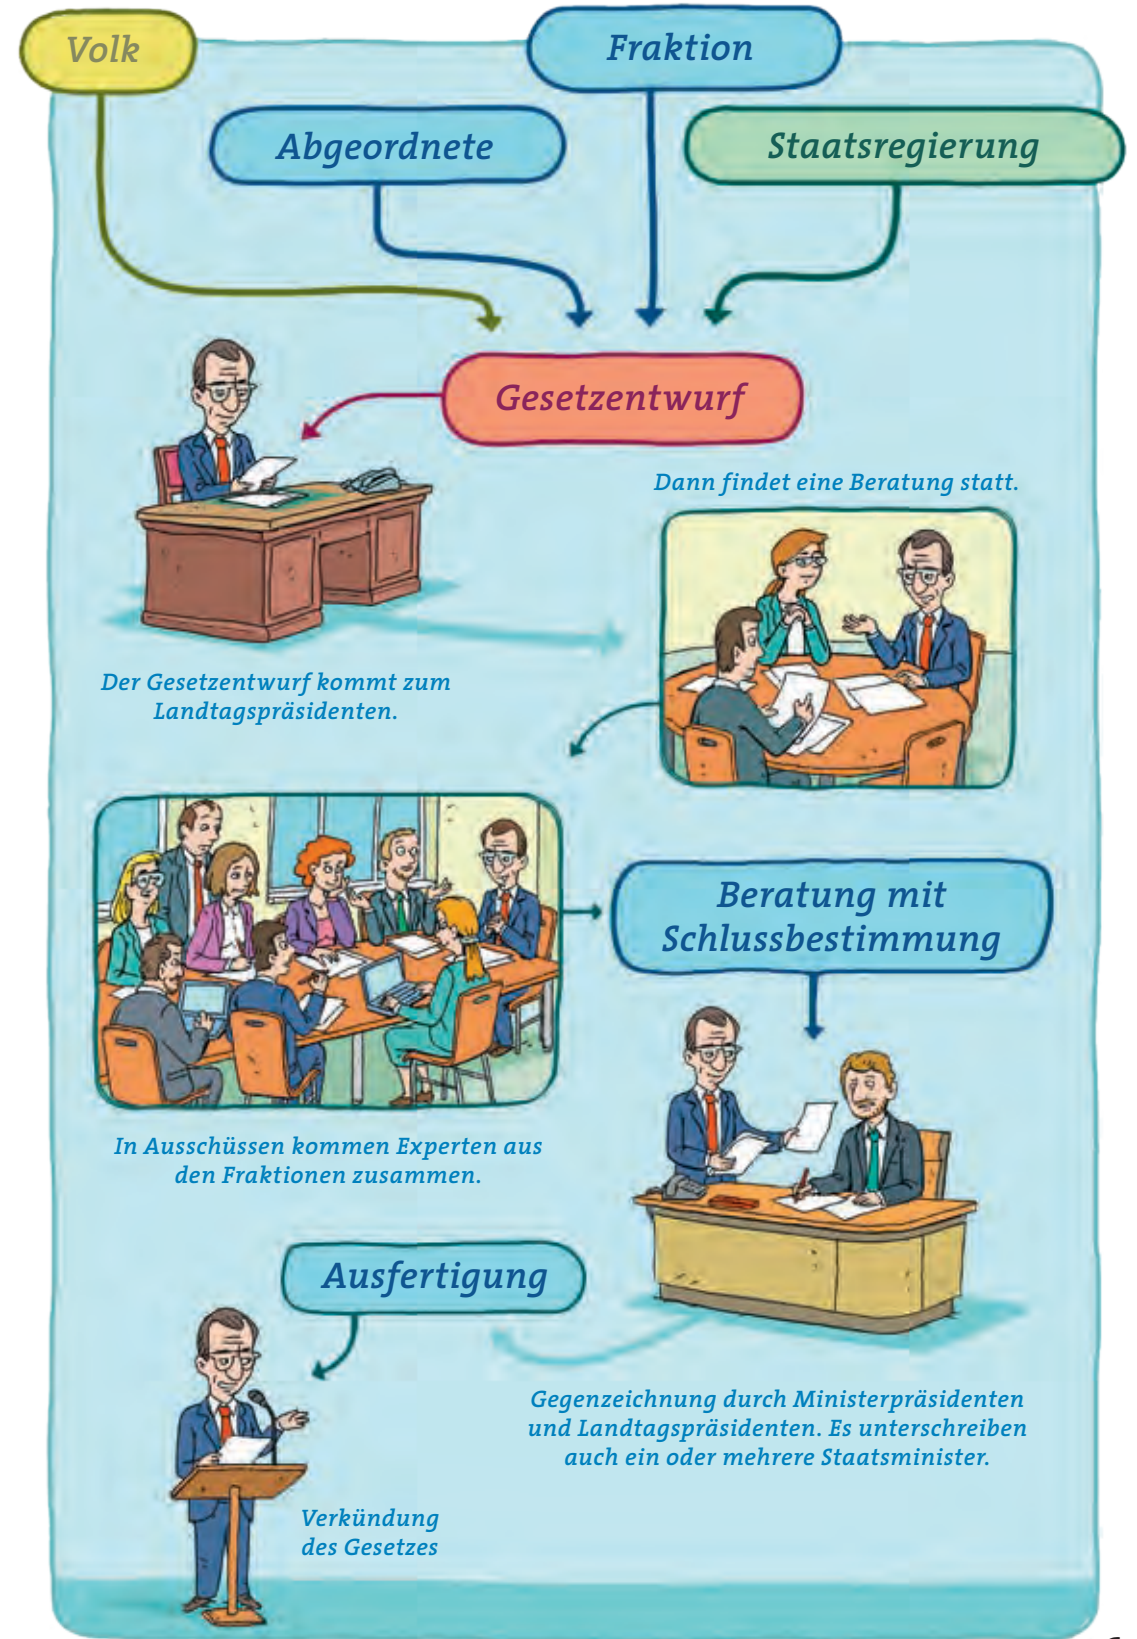 Volk
Fraktion
Abgeordnete
Staatsregierung
Gesetzentwurf
Dann findet eine Beratung statt.
Der Gesetzentwurf kommt zum
Landtagspräsidenten.
Beratung mit
Schlussbestimmung
In Ausschüssen kommen Experten aus
den Fraktionen zusammen.
Ausfertigung
Gegenzeichnung durch Ministerpräsidenten
und Landtagspräsidenten. Es unterschreiben
auch ein oder mehrere Staatsminister.
Verkündung
des Gesetzes